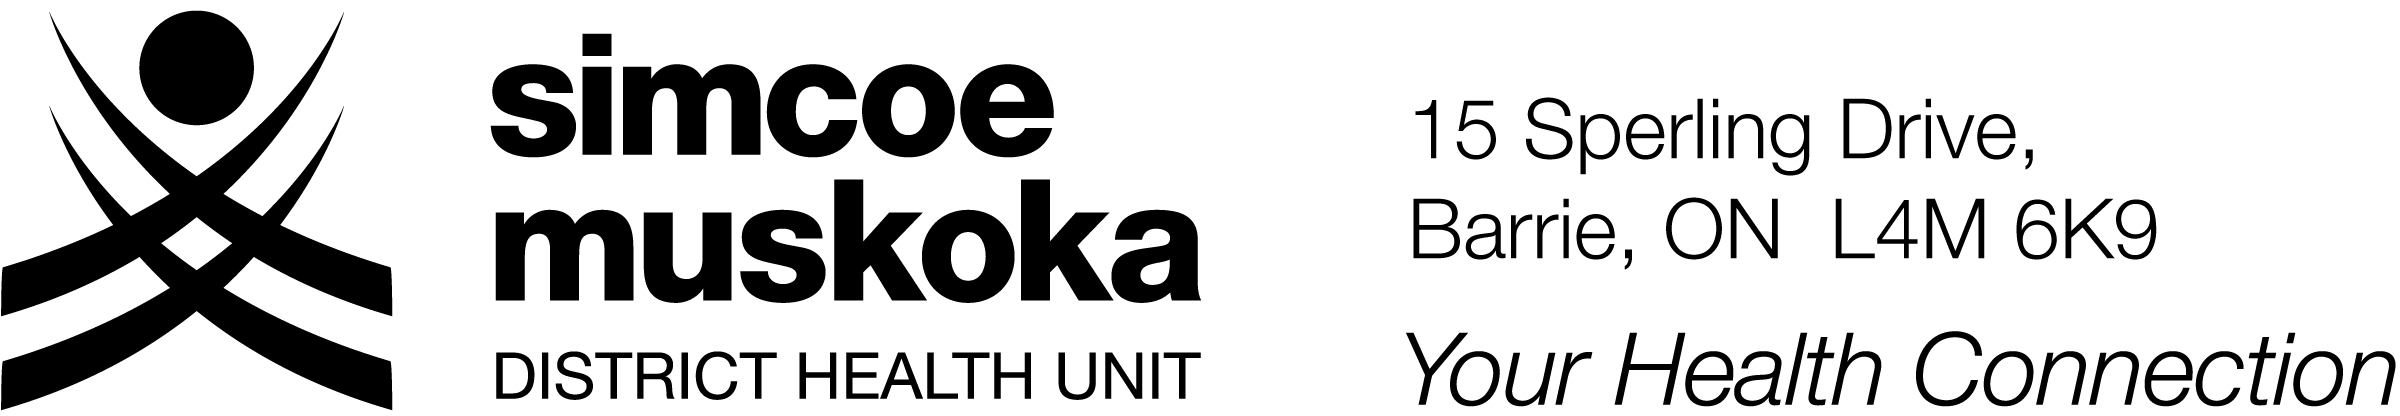 simcoe
muskoka
DISTRICT HEALTH UNIT
15 Sperling Drive,
Barrie, ON  L4M 6K9
Your Health Connection